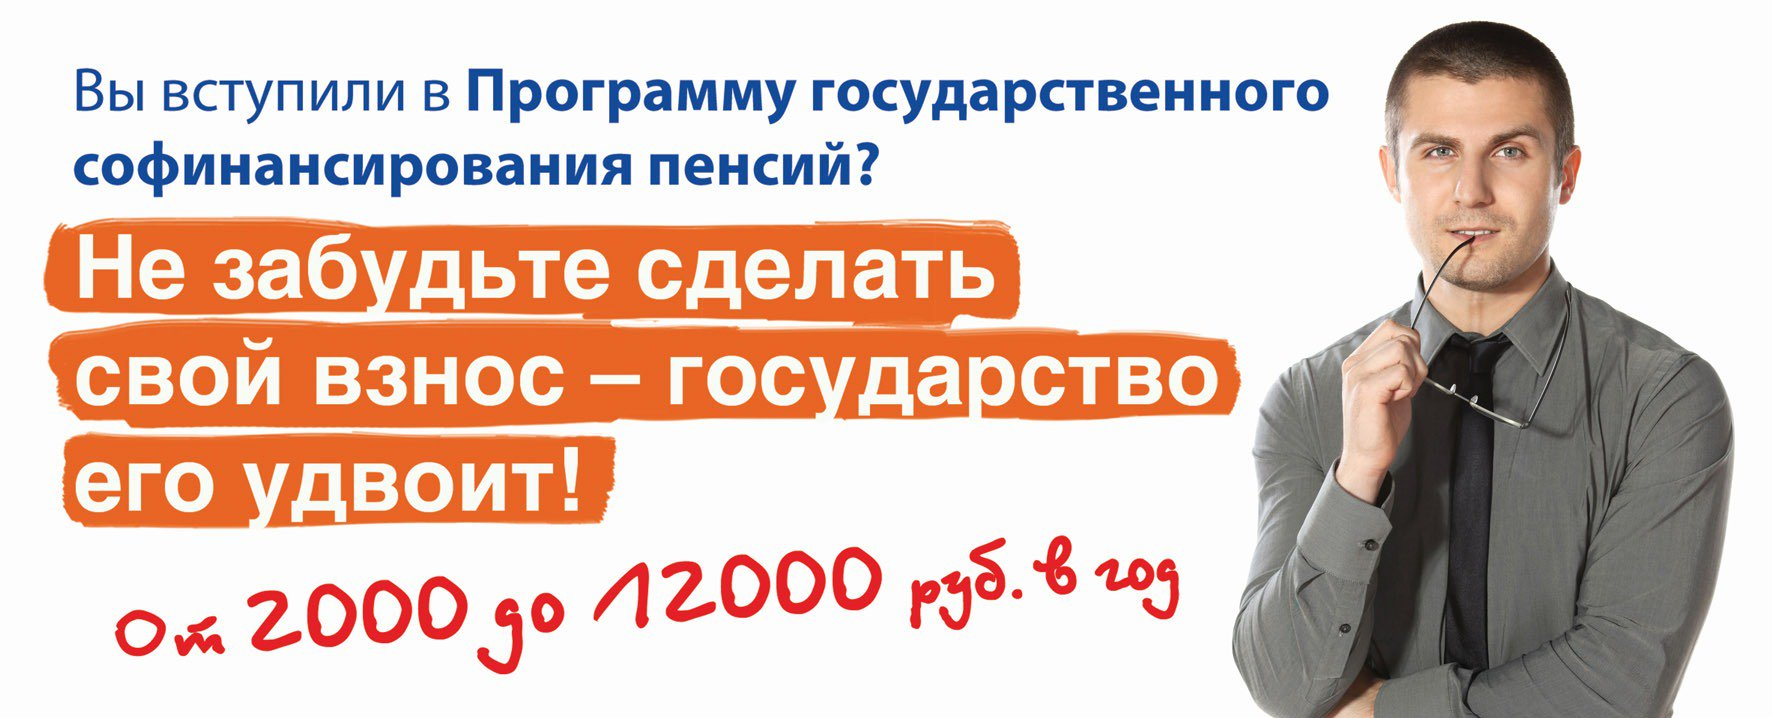 Вы вступили в Программу государственного
софинансирования пенсий?
Не забудьте сделать
свой взнос – государство
его удвоит!
От 2000 до 12000 руб. в год